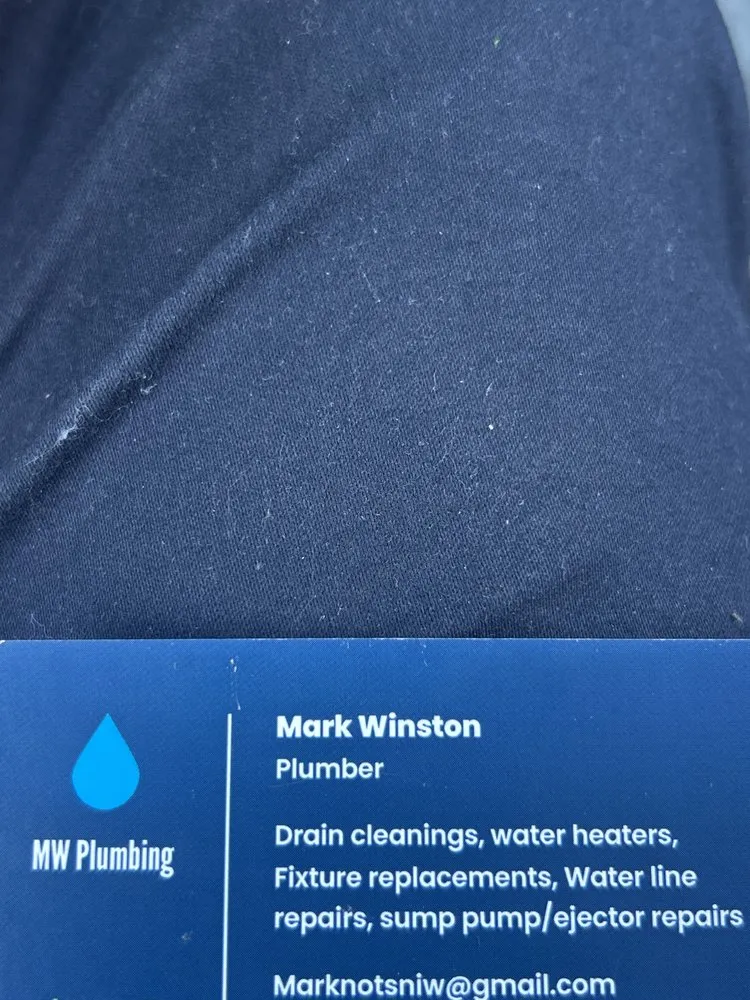 MW Plumbing
Mark Winston
Plumber
Drain cleanings, water heaters,
Fixture replacements, Water line
repairs, sump pump/ejector repairs
Marknotsniw@gmail.com